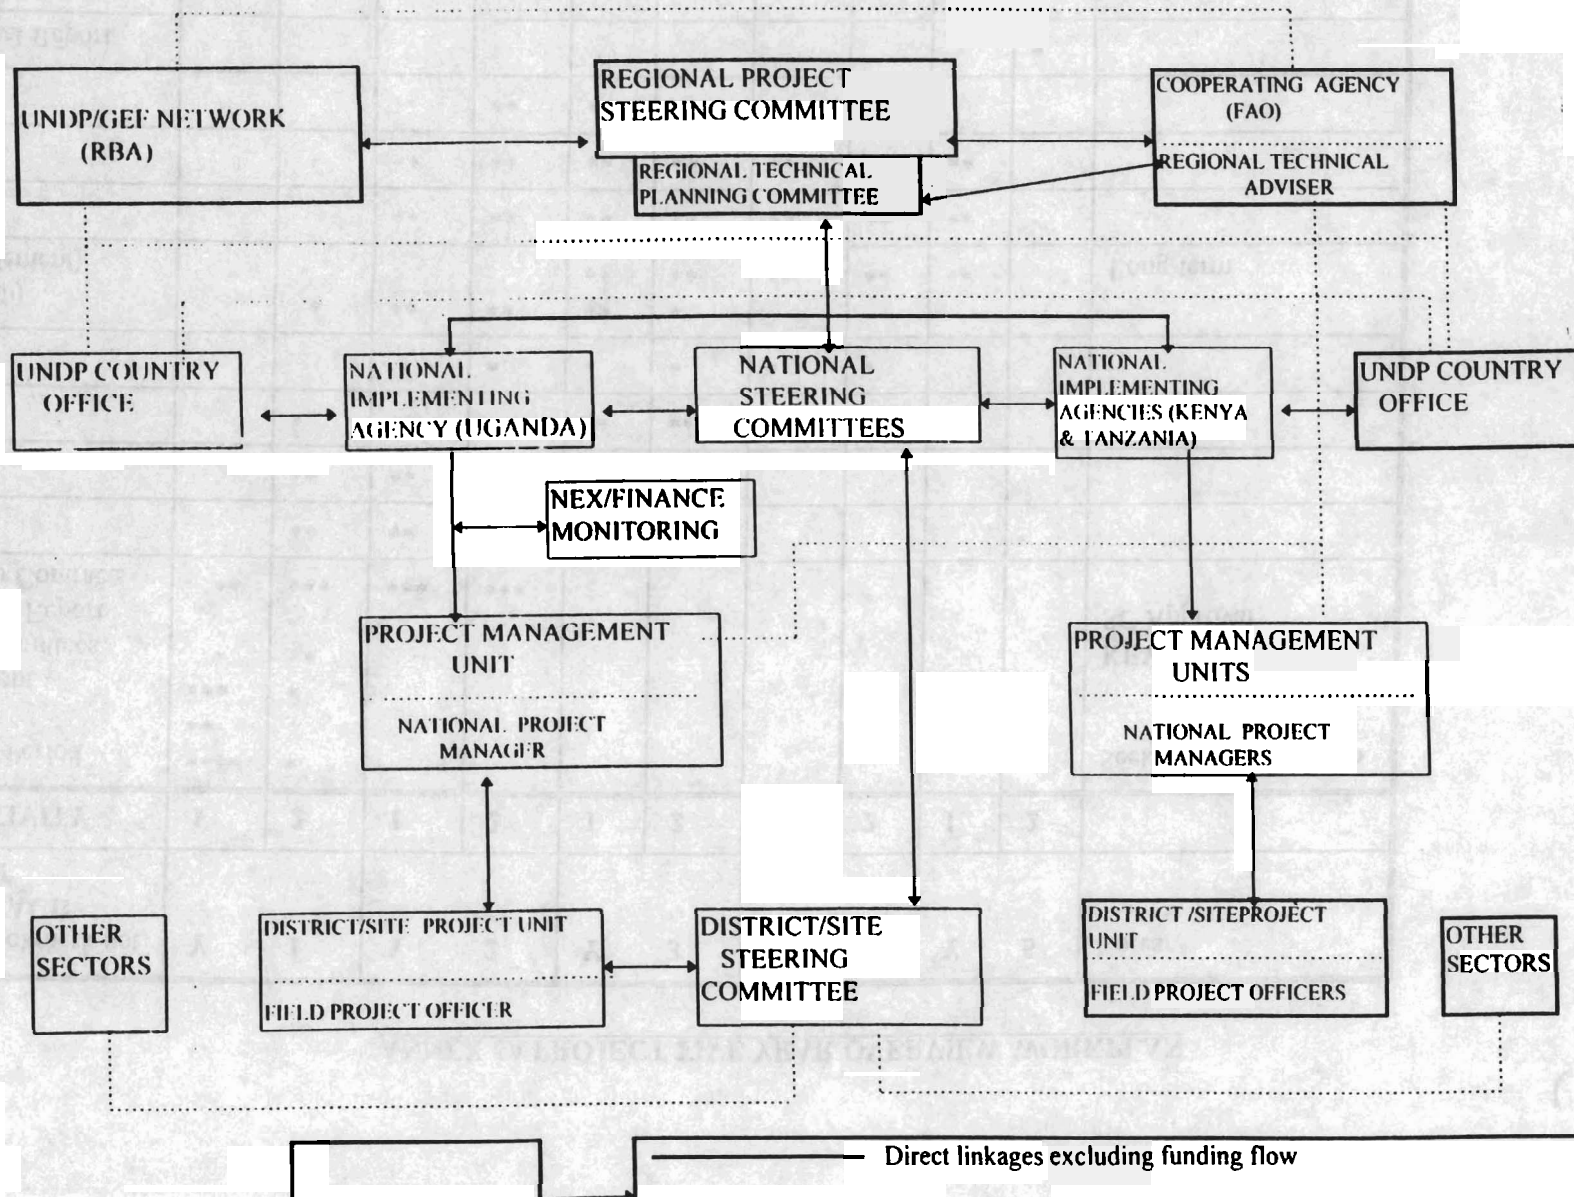 UNDP/GEF NETWORK
(RBA)
REGIONAL PROJECT
STEERING COMMITTEE
REGIONAL TECHNICAL
PLANNING COMMITTEE
COOPERATING AGENCY
(FAO)
REGIONAL TECHNICAL
ADVISER
UNDP COUNTRY
OFFICE
NATIONAL
IMPLEMENTING
AGENCY (UGANDA)
NATIONAL
STEERING
COMMITTEES
NATIONAL
IMPLEMENTING
AGENCIES (KENYA
& TANZANIA)
UNDP COUNTRY
OFFICE
NEX/FINANCE
MONITORING
PROJECT MANAGEMENT
UNIT
NATIONAL PROJECT
MANAGER
PROJECT MANAGEMENT
UNITS
NATIONAL PROJECT
MANAGERS
OTHER
SECTORS
DISTRICT/SITE PROJECT UNIT
FIELD PROJECT OFFICER
DISTRICT/SITE
STEERING
COMMITTEE
DISTRICT /SITEPROJECT
UNIT
FIELD PROJECT OFFICERS
OTHER
SECTORS
Direct linkages excluding funding flow